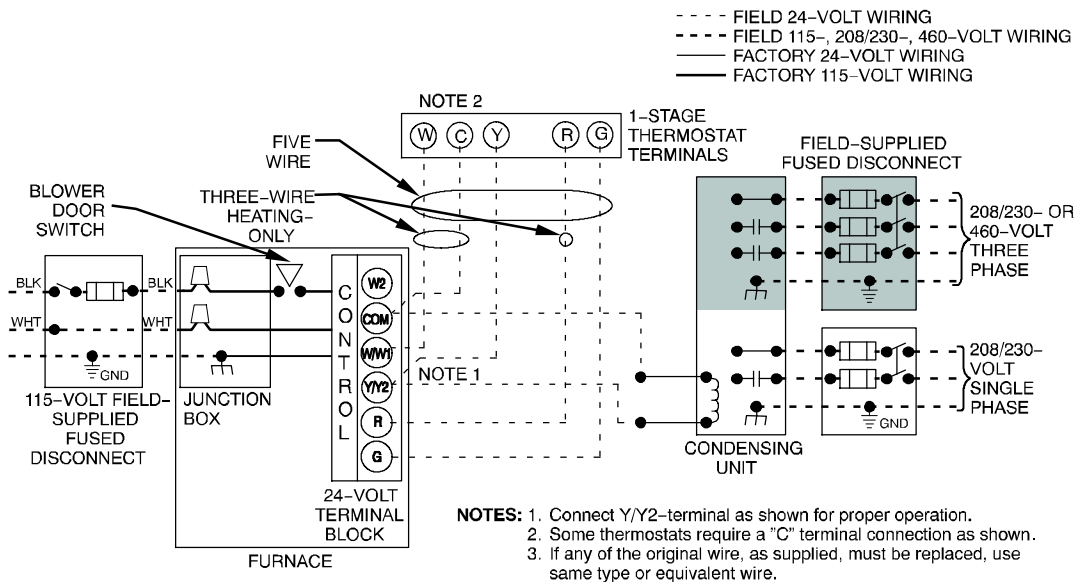 FIELD 24-VOLT WIRING
FIELD 115-, 208/230-, 460-VOLT WIRING
FACTORY 24-VOLT WIRING
FACTORY 115-VOLT WIRING
NOTE 2
W C Y R G
1-STAGE
THERMOSTAT
TERMINALS
FIVE
WIRE
THREE-WIRE
HEATING-
ONLY
BLOWER
DOOR
SWITCH
FIELD-SUPPLIED
FUSED DISCONNECT
208/230- OR
460-VOLT
THREE
PHASE
BLK
BLK
WHT
WHT
GND
CONTROL
W2
COM
W/W1
Y/Y2
R
G
NOTE 1
115-VOLT FIELD-
SUPPLIED
FUSED
DISCONNECT
JUNCTION
BOX
24-VOLT
TERMINAL
BLOCK
FURNACE
208/230-
VOLT
SINGLE
PHASE
GND
CONDENSING
UNIT
NOTES: 1. Connect Y/Y2-terminal as shown for proper operation.
2. Some thermostats require a "C" terminal connection as shown.
3. If any of the original wire, as supplied, must be replaced, use
same type or equivalent wire.